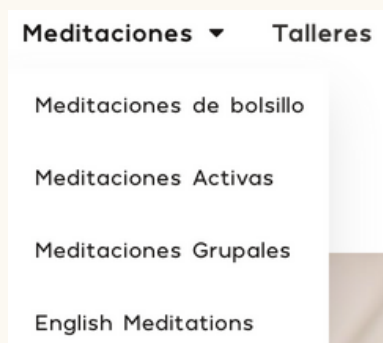 Meditaciones Talleres
Meditaciones de bolsillo
Meditaciones Activas
Meditaciones Grupales
English Meditations